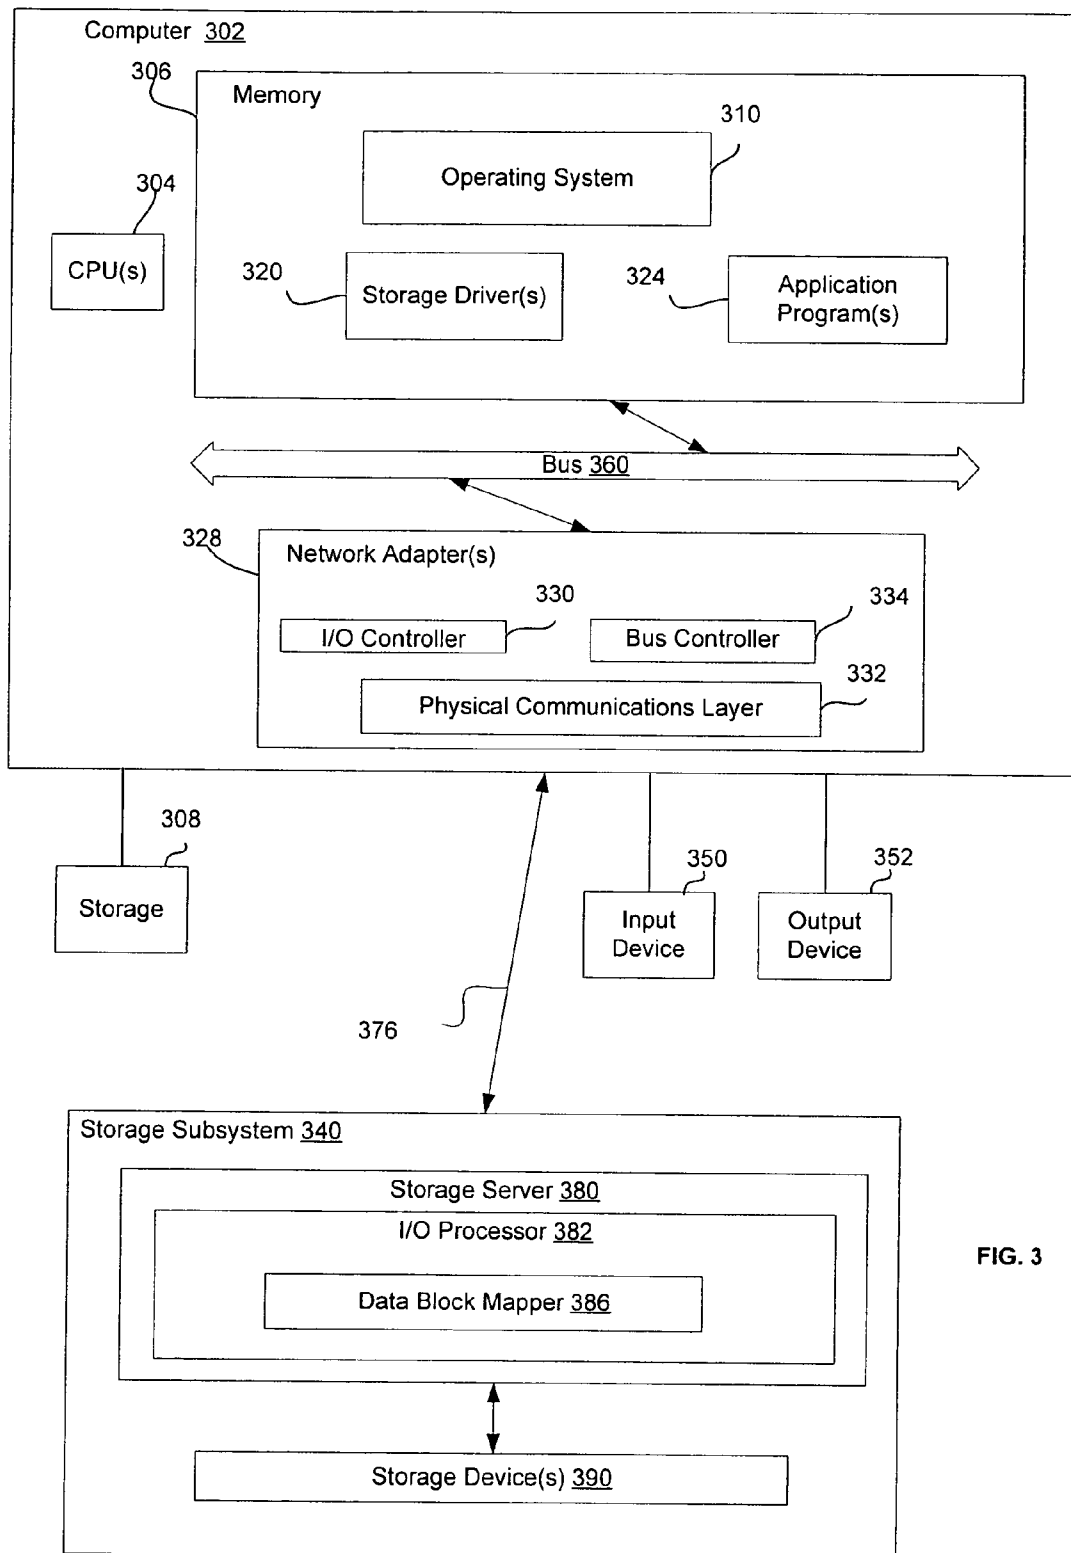 Computer 302
306
Memory
310
Operating System
304
CPU(s)
320
Storage Driver(s)
324
Application
Program(s)
Bus 360
328
Network Adapter(s)
330
I/O Controller
334
Bus Controller
332
Physical Communications Layer
308
Storage
350
Input
Device
352
Output
Device
376
Storage Subsystem 340
Storage Server 380
I/O Processor 382
Data Block Mapper 386
FIG. 3
Storage Device(s) 390